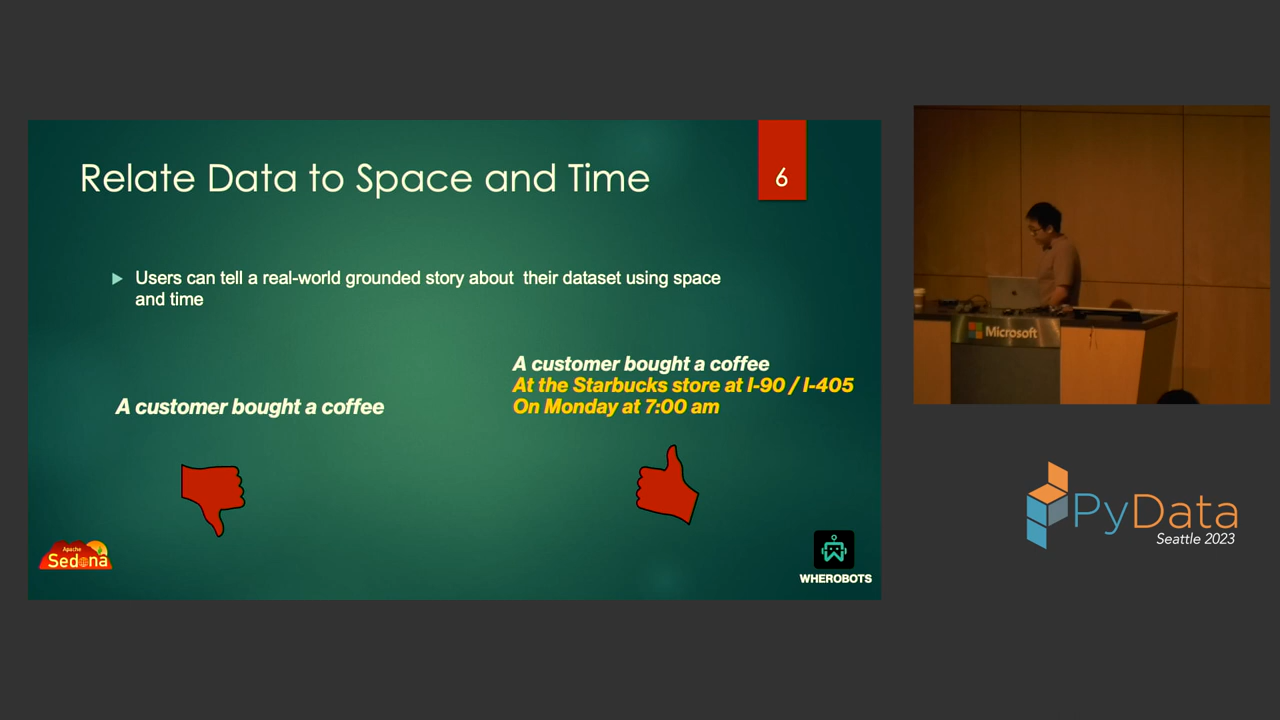 Relate Data to Space and Time
6
Users can tell a real-world grounded story about their dataset using space
and time
A customer bought a coffee
A customer bought a coffee
At the Starbucks store at I-90 / I-405
On Monday at 7:00 am
Apache
Sedona
WHEROBOTS
Microsoft
PyData
Seattle 2023